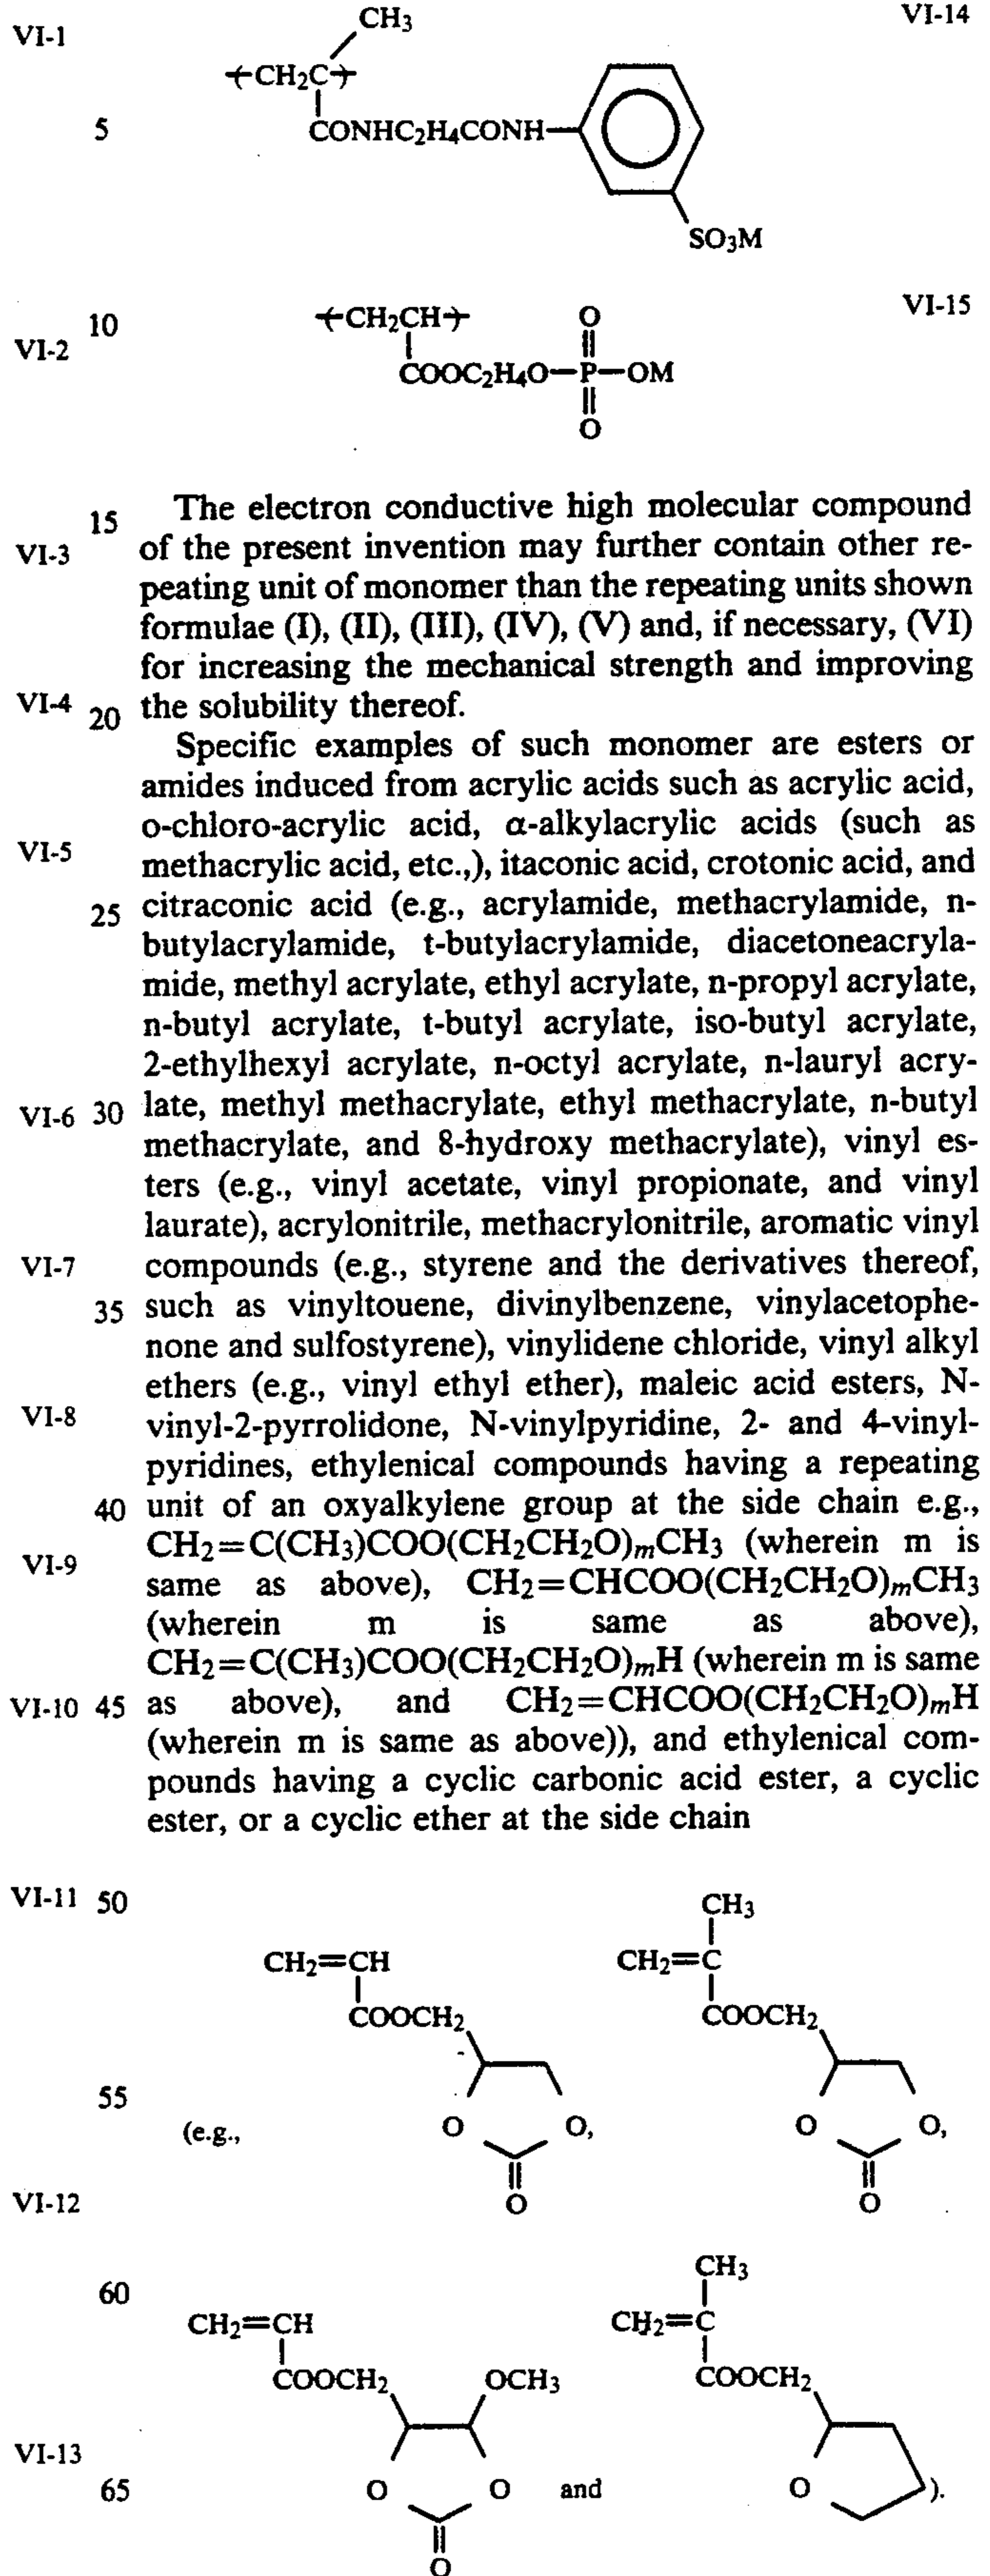 VI-1
CH3
VI-14
-(CH2C)-
5
CONHC2H4CONH
SO3M
10
VI-2
-(CH2CH)-
O
VI-15
COOC2H4O—P—OM
O
15
VI-3
The electron conductive high molecular compound
of the present invention may further contain other re-
peating unit of monomer than the repeating units shown
formulae (I), (II), (III), (IV), (V) and, if necessary, (VI)
for increasing the mechanical strength and improving
VI-4 20 the solubility thereof.
Specific examples of such monomer are esters or
amides induced from acrylic acids such as acrylic acid,
VI-5 o-chloro-acrylic acid, α-alkylacrylic acids (such as
methacrylic acid, etc.,), itaconic acid, crotonic acid, and
25 citraconic acid (e.g., acrylamide, methacrylamide, n-
butylacrylamide, t-butylacrylamide, diacetoneacryla-
mide, methyl acrylate, ethyl acrylate, n-propyl acrylate,
n-butyl acrylate, t-butyl acrylate, iso-butyl acrylate,
2-ethylhexyl acrylate, n-octyl acrylate, n-lauryl acry-
VI-6 30 late, methyl methacrylate, ethyl methacrylate, n-butyl
methacrylate, and 8-hydroxy methacrylate), vinyl es-
ters (e.g., vinyl acetate, vinyl propionate, and vinyl
laurate), acrylonitrile, methacrylonitrile, aromatic vinyl
VI-7 compounds (e.g., styrene and the derivatives thereof,
35 such as vinyltouene, divinylbenzene, vinylacetophe-
none and sulfostyrene), vinylidene chloride, vinyl alkyl
ethers (e.g., vinyl ethyl ether), maleic acid esters, N-
VI-8 vinyl-2-pyrrolidone, N-vinylpyridine, 2- and 4-vinyl-
pyridines, ethylenical compounds having a repeating
40 unit of an oxyalkylene group at the side chain e.g.,
VI-9 CH2=C(CH3)COO(CH2CH2O)mCH3 (wherein m is
same as above), CH2=CHCOO(CH2CH2O)mCH3
(wherein m is same as above),
CH2=C(CH3)COO(CH2CH2O)mH (wherein m is same
VI-10 45 as above), and CH2=CHCOO(CH2CH2O)mH
(wherein m is same as above)), and ethylenical com-
pounds having a cyclic carbonic acid ester, a cyclic
ester, or a cyclic ether at the side chain
VI-11 50
CH3
CH2=CH CH2=C
COOCH2 COOCH2
55
(e.g., O O, O O,
O O
VI-12
60
CH3
CH2=CH CH2=C
COOCH2 OCH3 COOCH2
VI-13
65 O O and O ).
O